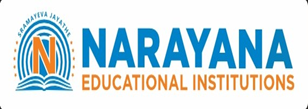 SRAMAYEVA JAYATHE
N
NARAYANA
EDUCATIONAL INSTITUTIONS